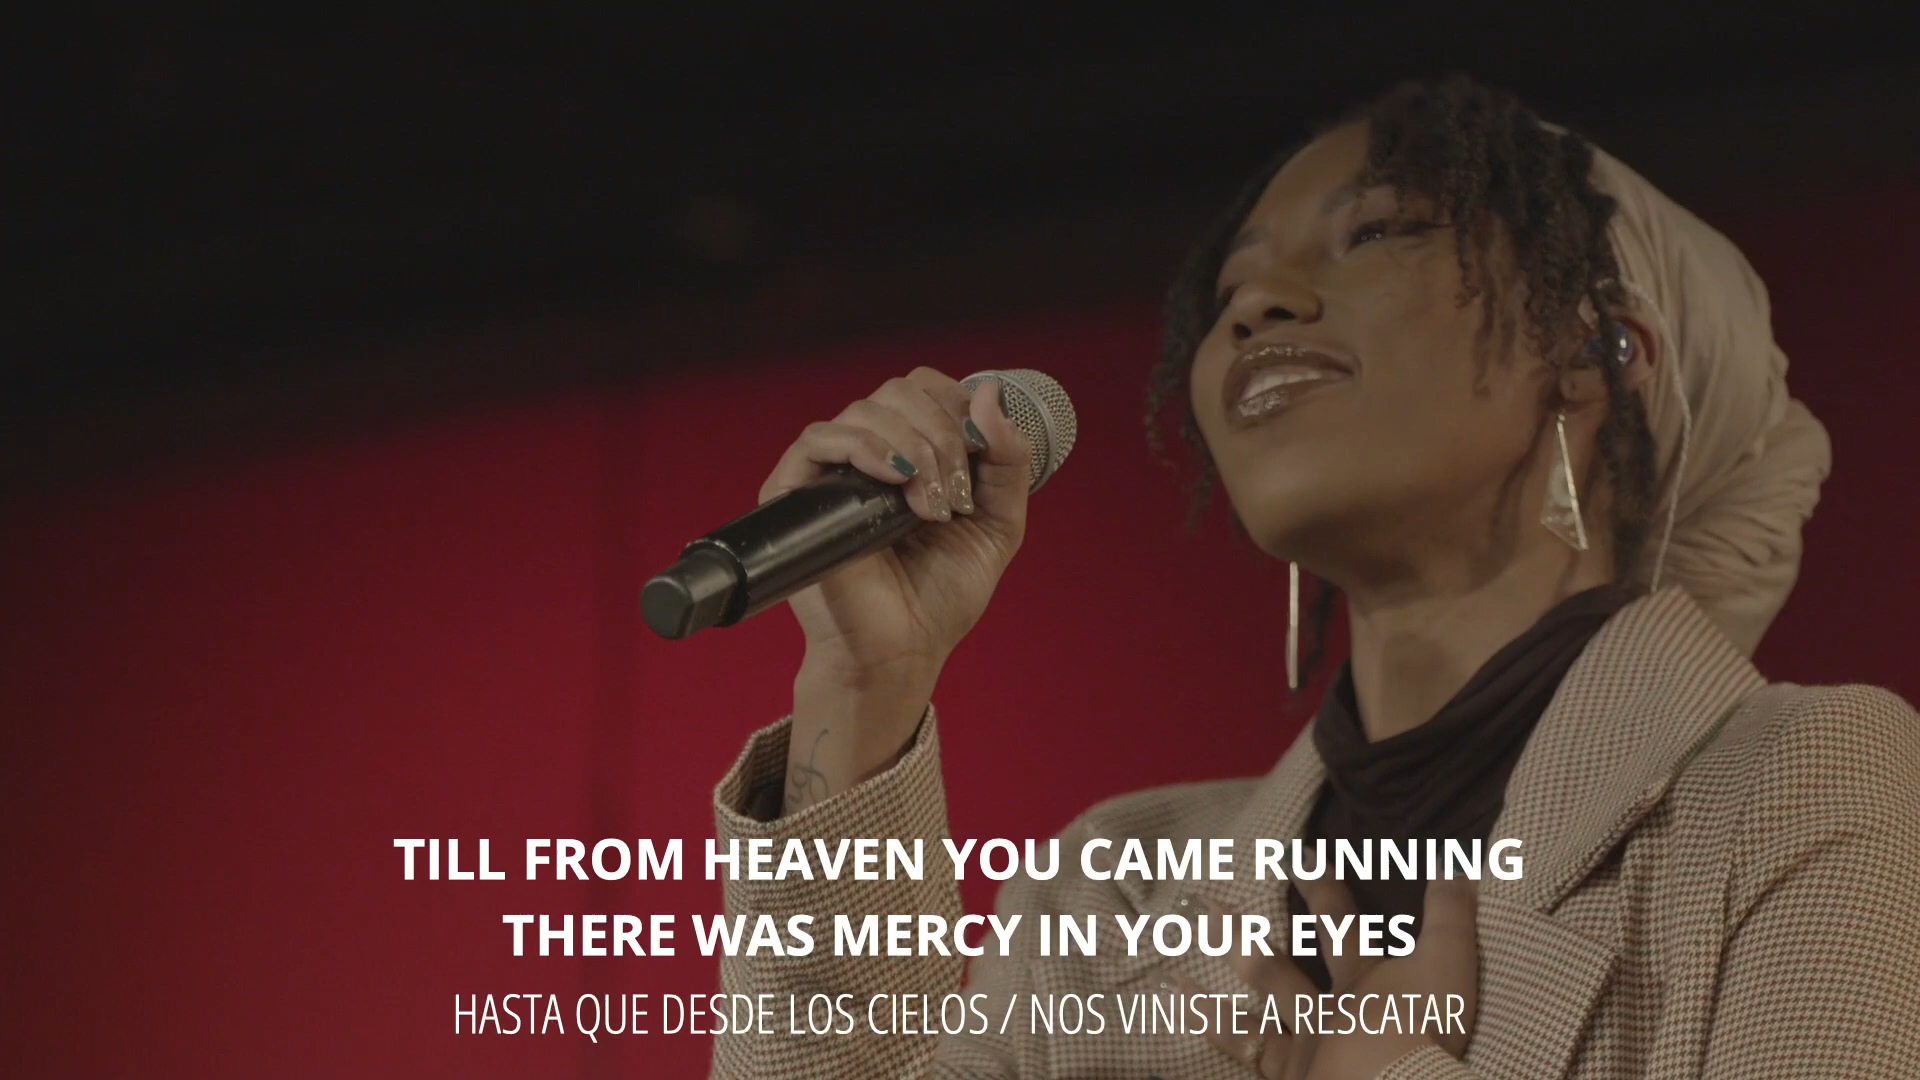 TILL FROM HEAVEN YOU CAME RUNNING
THERE WAS MERCY IN YOUR EYES
HASTA QUE DESDE LOS CIELOS / NOS VINISTE A RESCATAR